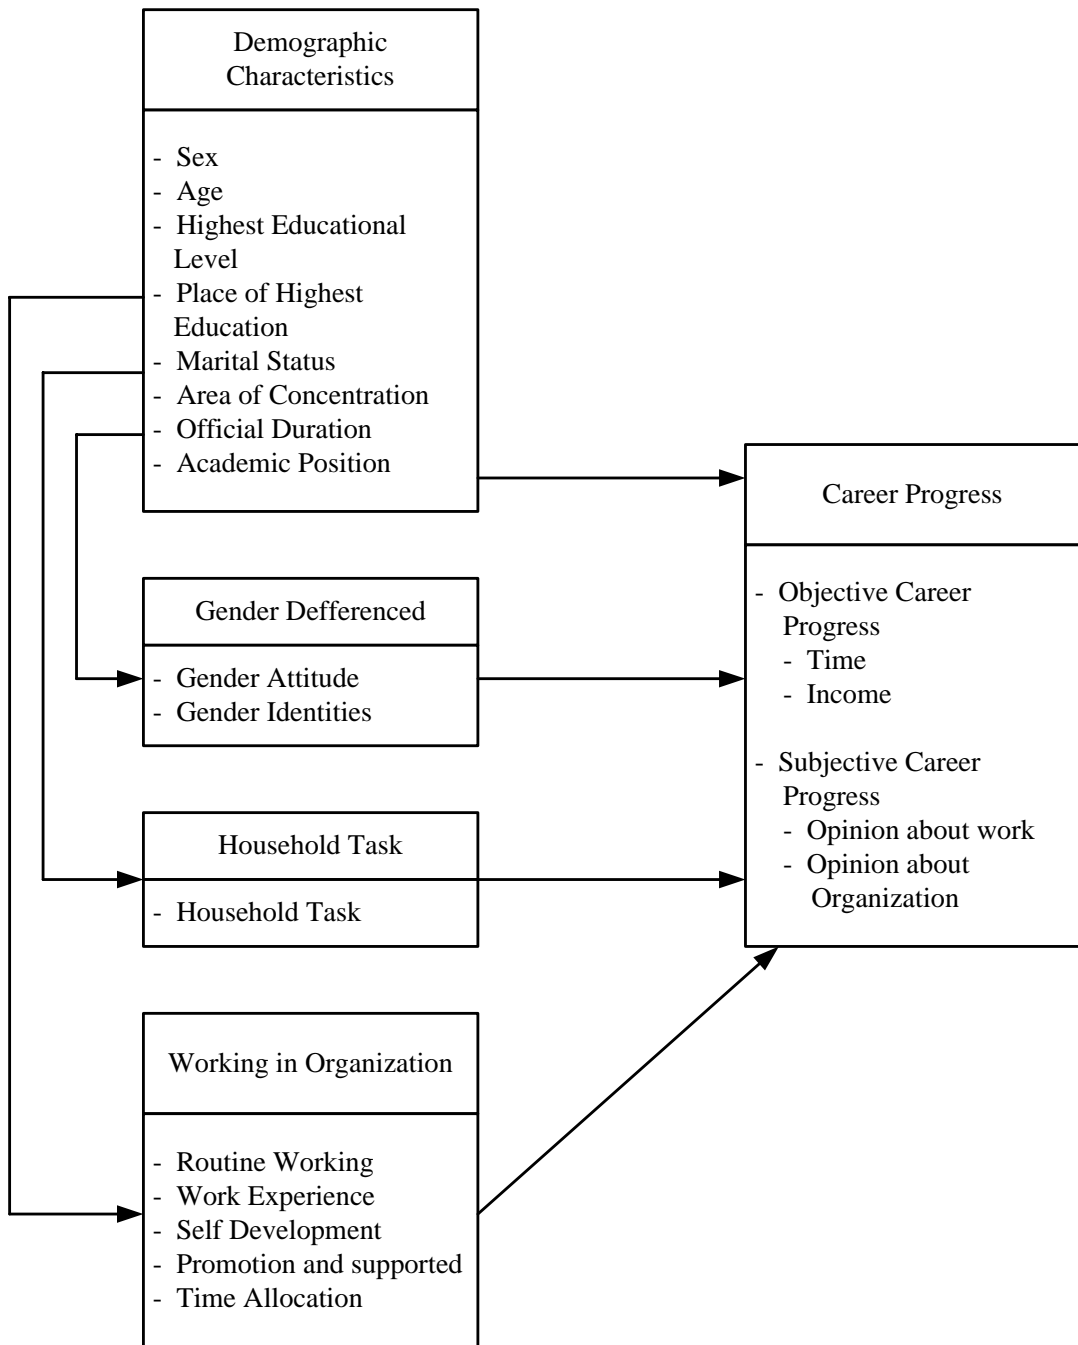 Demographic
Characteristics
- Sex
- Age
- Highest Educational
Level
- Place of Highest
Education
- Marital Status
- Area of Concentration
- Official Duration
- Academic Position
Gender Defferenced
- Gender Attitude
- Gender Identities
Household Task
- Household Task
Working in Organization
- Routine Working
- Work Experience
- Self Development
- Promotion and supported
- Time Allocation
Career Progress
- Objective Career
Progress
- Time
- Income
- Subjective Career
Progress
- Opinion about work
- Opinion about
Organization